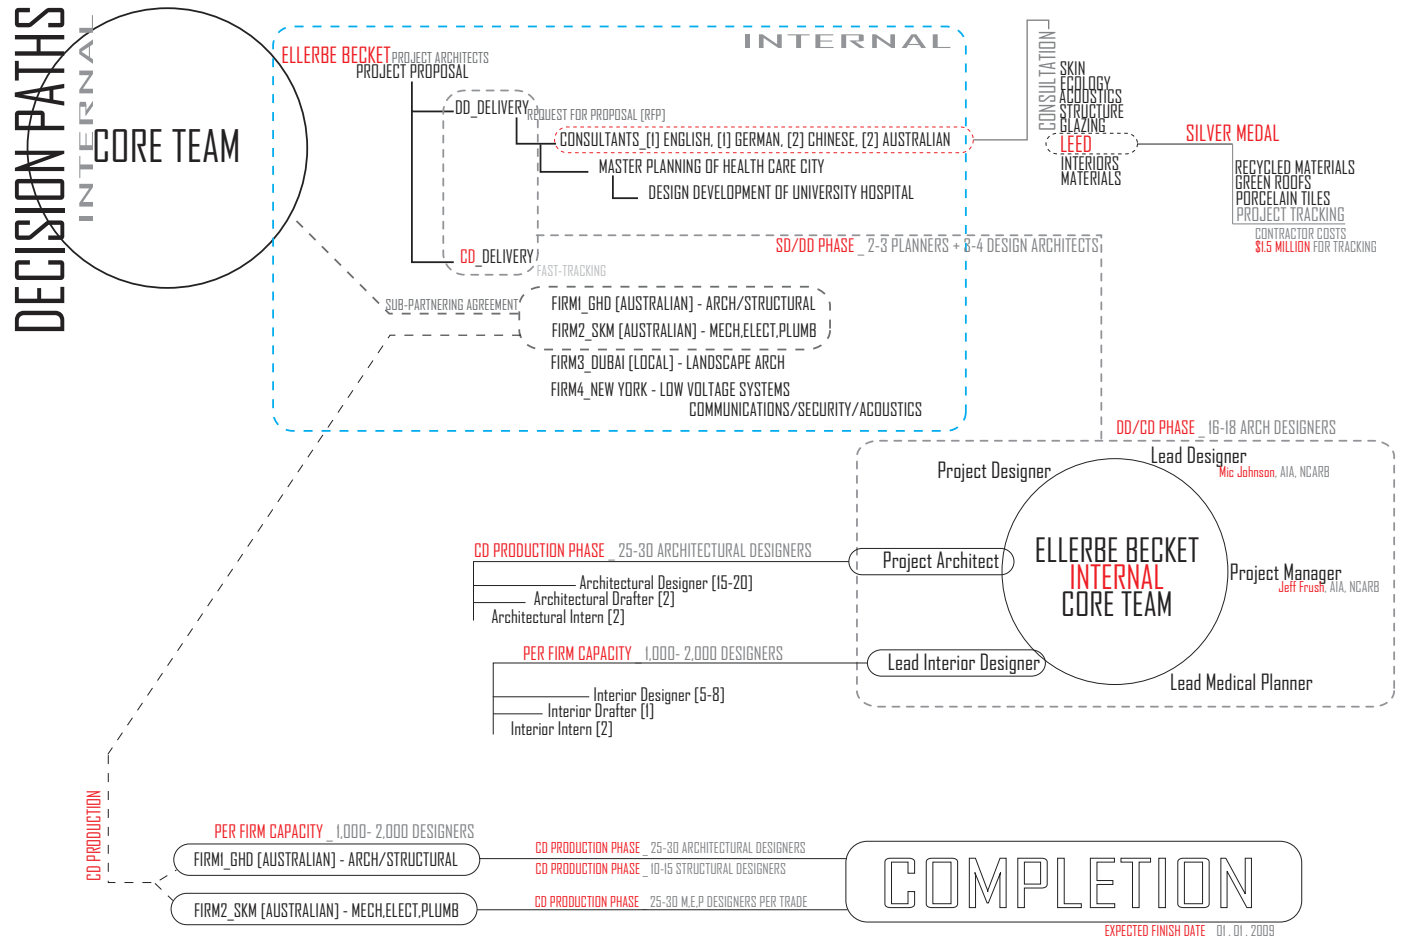 DECISION PATHS
INTERNAL
CORE TEAM
INTERNAL
ELLERBE BECKET PROJECT ARCHITECTS
PROJECT PROPOSAL
DD_DELIVERY
REQUEST FOR PROPOSAL [RFP]
CONSULTANTS_[1] ENGLISH, [1] GERMAN, [2] CHINESE, [2] AUSTRALIAN
MASTER PLANNING OF HEALTH CARE CITY
DESIGN DEVELOPMENT OF UNIVERSITY HOSPITAL
CD_DELIVERY
FAST-TRACKING
SD/DD PHASE _ 2-3 PLANNERS + 3-4 DESIGN ARCHITECTS
CONSULTATION
SKIN
ECOLOGY
ACOUSTICS
STRUCTURE
GLAZING
LEED
INTERIORS
MATERIALS
SILVER MEDAL
RECYCLED MATERIALS
GREEN ROOFS
PORCELAIN TILES
PROJECT TRACKING
CONTRACTOR COSTS
$1.5 MILLION FOR TRACKING
SUB-PARTNERING AGREEMENT
FIRM1_GHD [AUSTRALIAN] - ARCH/STRUCTURAL
FIRM2_SKM [AUSTRALIAN] - MECH,ELECT,PLUMB
FIRM3_DUBAI [LOCAL] - LANDSCAPE ARCH
FIRM4_NEW YORK - LOW VOLTAGE SYSTEMS
COMMUNICATIONS/SECURITY/ACOUSTICS
DD/CD PHASE _ 16-18 ARCH DESIGNERS
Lead Designer
Mic Johnson, AIA, NCARB
Project Designer
ELLERBE BECKET
INTERNAL
CORE TEAM
Project Architect
Project Manager
Jeff Frush, AIA, NCARB
Lead Interior Designer
Lead Medical Planner
CD PRODUCTION PHASE _ 25-30 ARCHITECTURAL DESIGNERS
Architectural Designer [15-20]
Architectural Drafter [2]
Architectural Intern [2]
PER FIRM CAPACITY _ 1,000- 2,000 DESIGNERS
Interior Designer [5-8]
Interior Drafter [1]
Interior Intern [2]
CD PRODUCTION
PER FIRM CAPACITY _ 1,000- 2,000 DESIGNERS
FIRM1_GHD [AUSTRALIAN] - ARCH/STRUCTURAL
CD PRODUCTION PHASE _ 25-30 ARCHITECTURAL DESIGNERS
CD PRODUCTION PHASE _ 10-15 STRUCTURAL DESIGNERS
FIRM2_SKM [AUSTRALIAN] - MECH,ELECT,PLUMB
CD PRODUCTION PHASE _ 25-30 M,E,P DESIGNERS PER TRADE
COMPLETION
EXPECTED FINISH DATE _ 01 . 01 . 2009